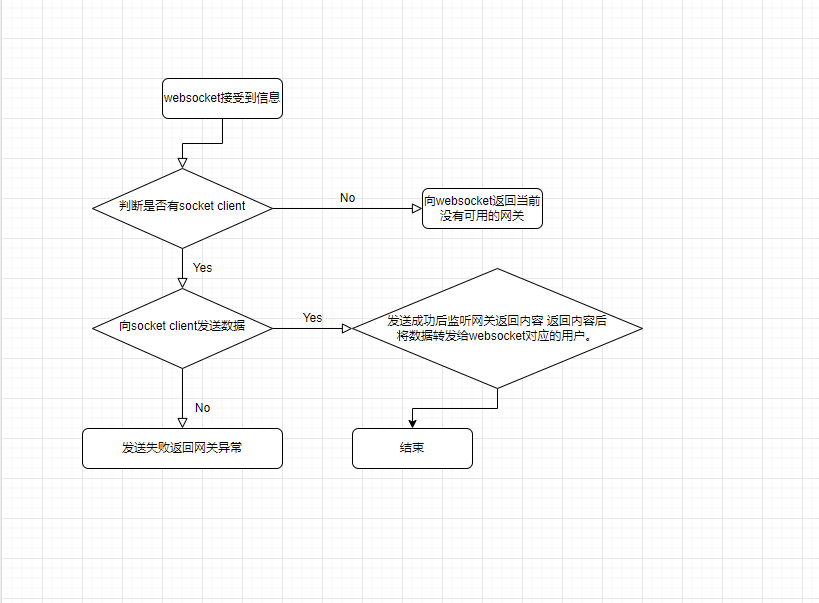 websocket接受到信息
判断是否有socket client
No
向websocket返回当前
没有可用的网关
Yes
向socket client发送数据
Yes
发送成功后监听网关返回内容 返回内容后
将数据转发给websocket对应的用户。
No
发送失败返回网关异常
结束